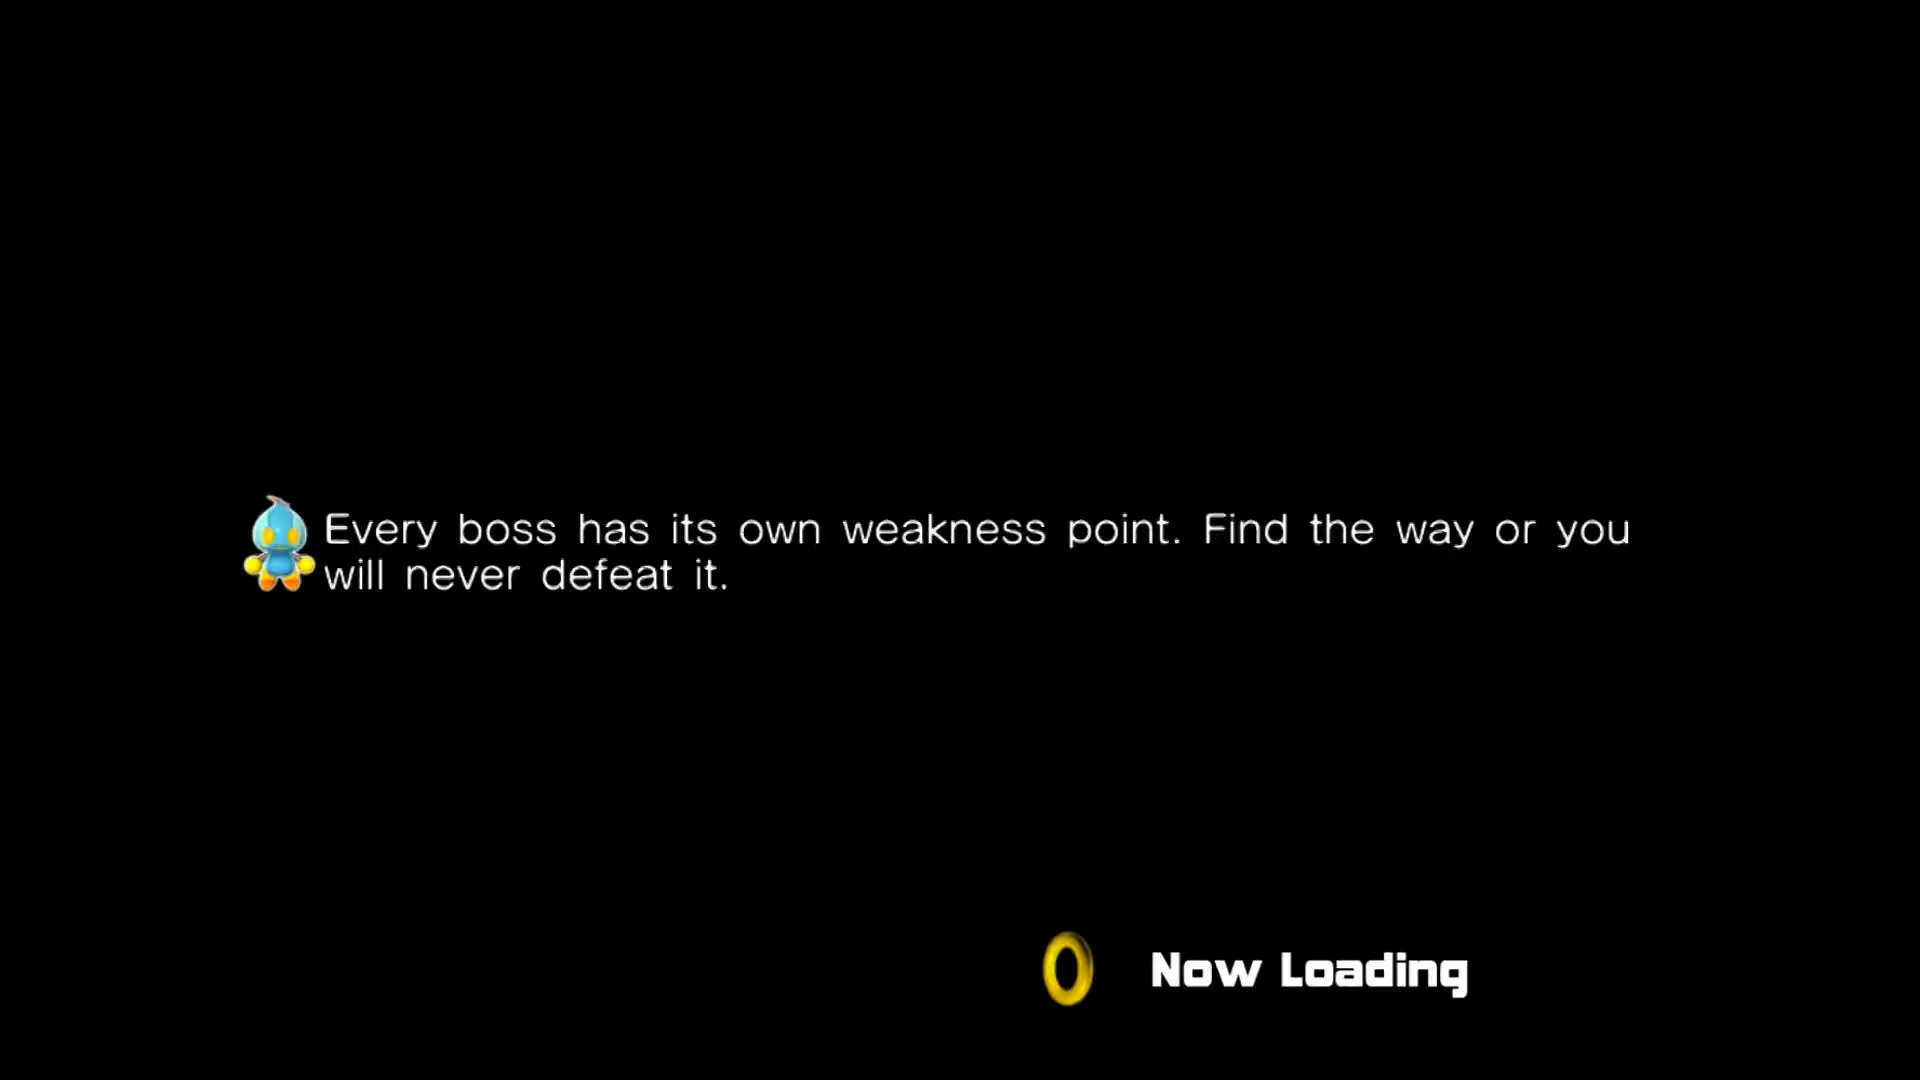 Every boss has its own weakness point. Find the way or you
will never defeat it.
Now Loading